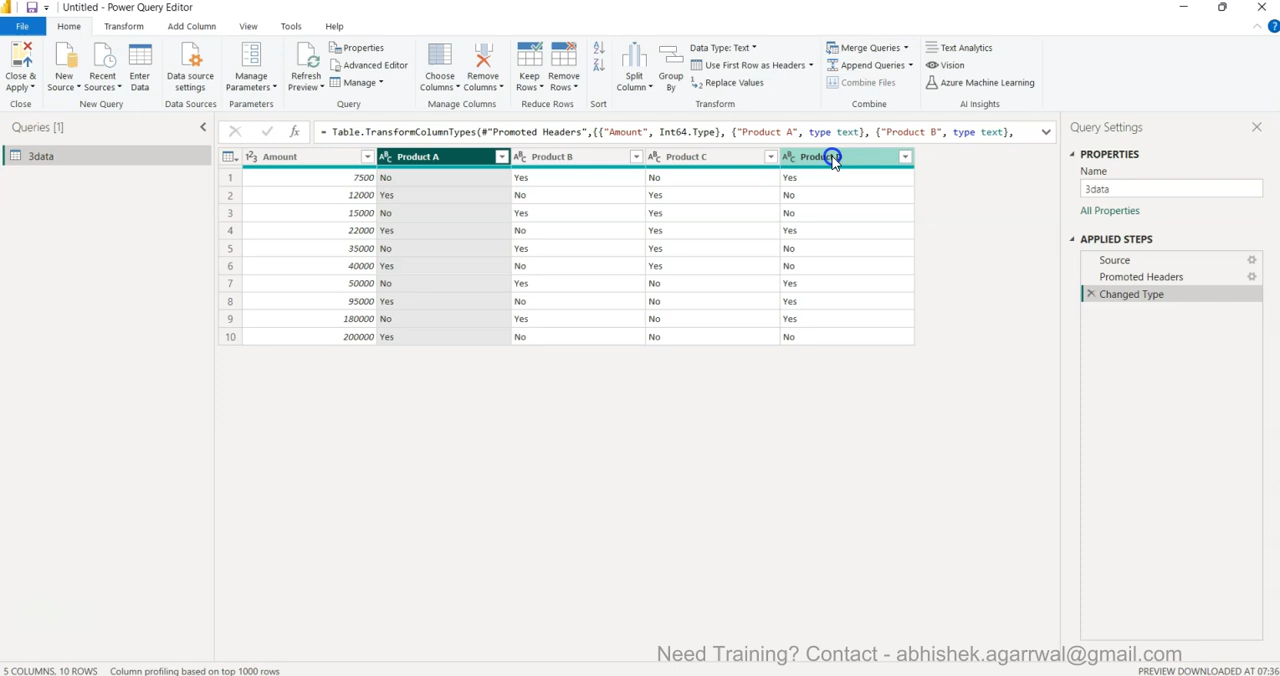 Untitled - Power Query Editor
File Home Transform Add Column View Tools Help
Close & Apply
New Source
Recent Sources
Enter Data
Data source settings
Manage Parameters
Refresh Preview
Properties
Advanced Editor
Manage
Choose Columns
Remove Columns
Keep Rows
Remove Rows
Split Column
Group By
Data Type: Text
Use First Row as Headers
Replace Values
Merge Queries
Append Queries
Combine Files
Text Analytics
Vision
Azure Machine Learning
Close New Query Data Sources Parameters Query Manage Columns Reduce Rows Sort Transform Combine AI Insights
Queries [1]
3data
= Table.TransformColumnTypes(#"Promoted Headers",{{"Amount", Int64.Type}, {"Product A", type text}, {"Product B", type text},
Amount Product A Product B Product C
1 7500 No Yes No Yes
2 12000 Yes No Yes No
3 15000 No Yes Yes No
4 22000 Yes No Yes Yes
5 35000 No Yes Yes No
6 40000 Yes No Yes No
7 50000 No Yes No Yes
8 95000 Yes No No Yes
9 180000 No Yes No Yes
10 200000 Yes No No No
Query Settings
PROPERTIES
Name
3data
All Properties
APPLIED STEPS
Source
Promoted Headers
Changed Type
Need Training? Contact - abhishek.agarrwal@gmail.com
5 COLUMNS, 10 ROWS Column profiling based on top 1000 rows
PREVIEW DOWNLOADED AT 07:36